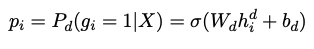 p_i = P_d(g_i = 1|X) = σ(W_d h_i^d + b_d)